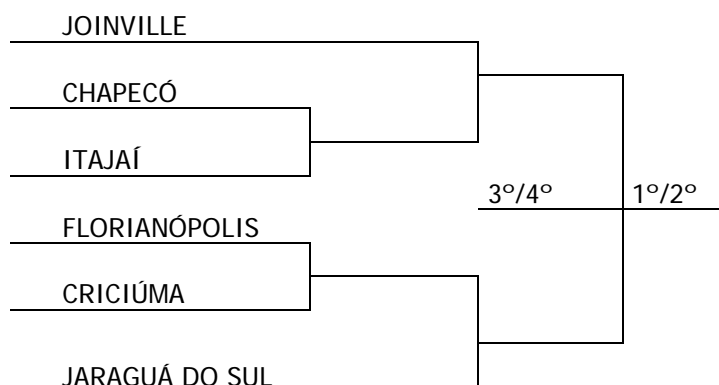 JOINVILLE
CHAPECÓ
ITAJAÍ
3º/4º 1º/2º
FLORIANÓPOLIS
CRICIÚMA
JARAGUÁ DO SUL